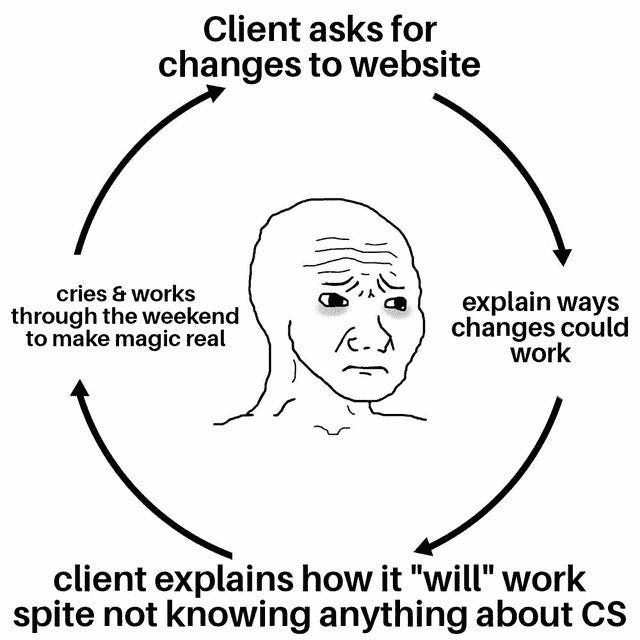 Client asks for
changes to website
explain ways
changes could
work
client explains how it "will" work
spite not knowing anything about CS
cries & works
through the weekend
to make magic real